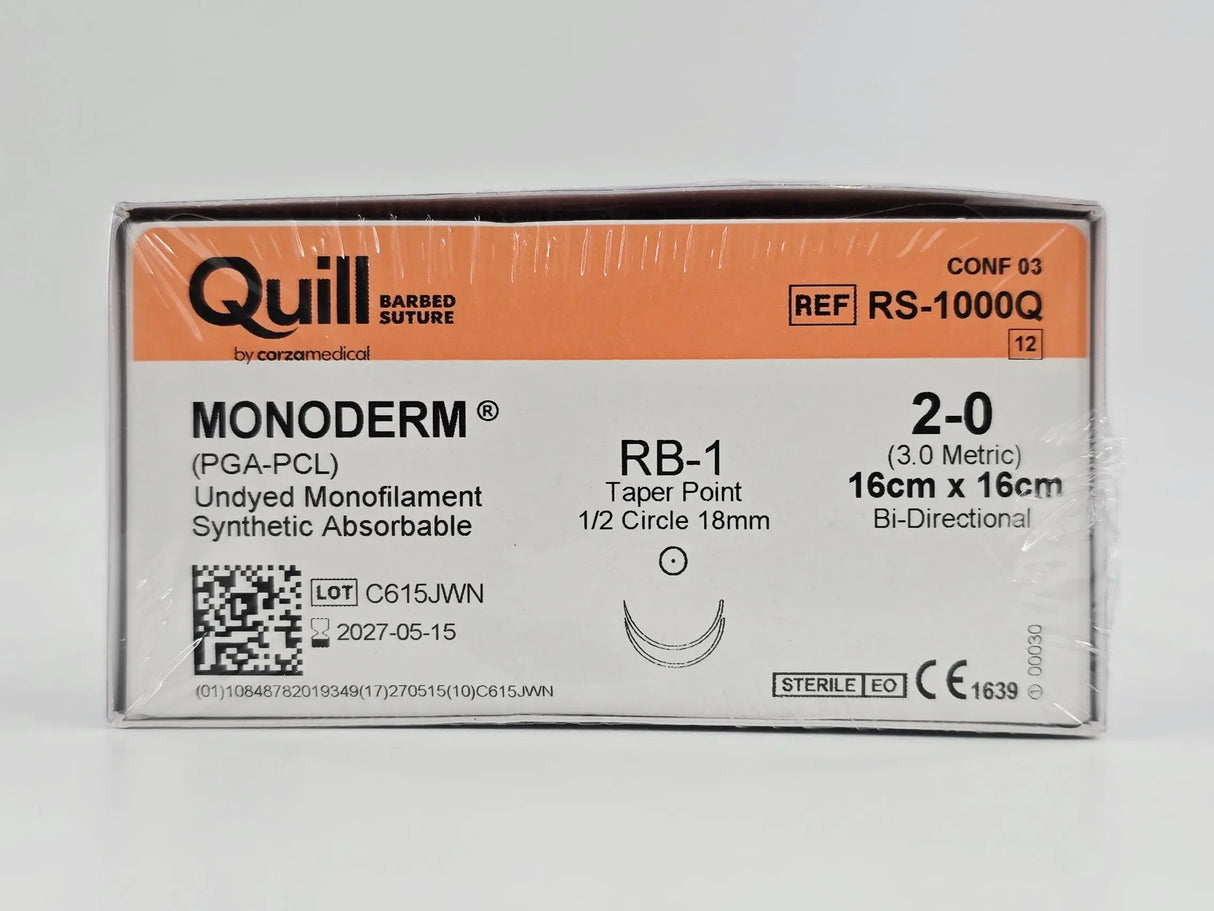 Quill BARBED SUTURE
by corzamedical
CONF 03
REF RS-1000Q
12
MONODERM®
(PGA-PCL)
Undyed Monofilament
Synthetic Absorbable
RB-1
Taper Point
1/2 Circle 18mm
2-0
(3.0 Metric)
16cm x 16cm
Bi-Directional
LOT C615JWN
2027-05-15
(01)10848782019349(17)270515(10)C615JWN
STERILE EO CE 1639
00030